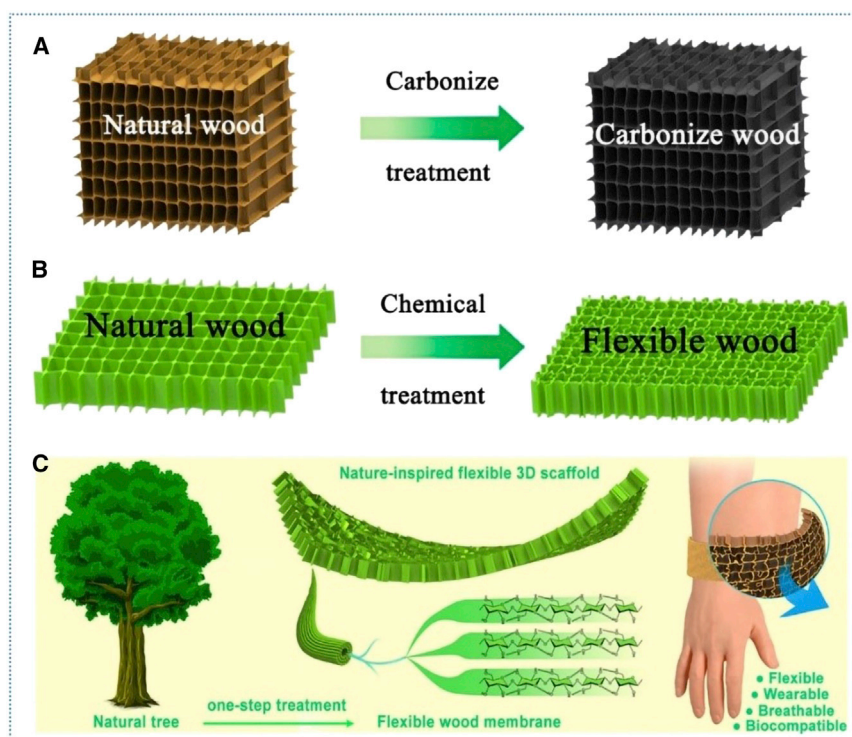 A
Natural wood
Carbonize
treatment
Carbonize wood
B
Natural wood
Chemical
treatment
Flexible wood
C
Nature-inspired flexible 3D scaffold
Natural tree
one-step treatment
Flexible wood membrane
• Flexible
• Wearable
• Breathable
• Biocompatible